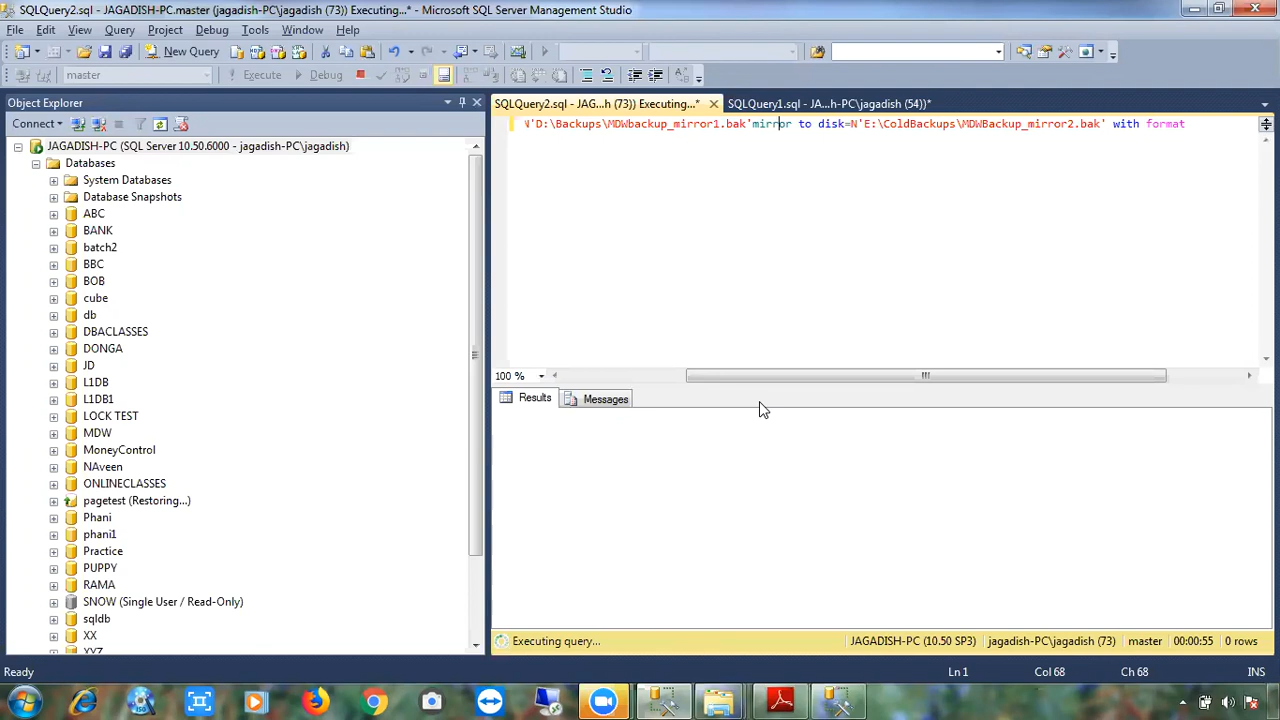 SQLQuery2.sql - JAGADISH-PC.master (jagadish-PC\jagadish (73)) Executing...* - Microsoft SQL Server Management Studio
File Edit View Query Project Debug Tools Window Help
New Query
master Execute Debug
Object Explorer
SQLQuery2.sql - JAG...h (73)) Executing...* SQLQuery1.sql - JA...h-PC\jagadish (54))*
Connect
'D:\Backups\MDWbackup_mirror1.bak'mirror to disk=N'E:\ColdBackups\MDWBackup_mirror2.bak' with format
JAGADISH-PC (SQL Server 10.50.6000 - jagadish-PC\jagadish)
Databases
System Databases
Database Snapshots
ABC
BANK
batch2
BBC
BOB
cube
db
DBACLASSES
DONGA
JD
L1DB
L1DB1
LOCK TEST
MDW
MoneyControl
NAveen
ONLINECLASSES
pagetest (Restoring...)
Phani
phani1
Practice
PUPPY
RAMA
SNOW (Single User / Read-Only)
sqldb
XX
XYZ
100 %
Results Messages
Executing query... JAGADISH-PC (10.50 SP3) jagadish-PC\jagadish (73) master 00:00:55 0 rows
Ready Ln 1 Col 68 Ch 68 INS